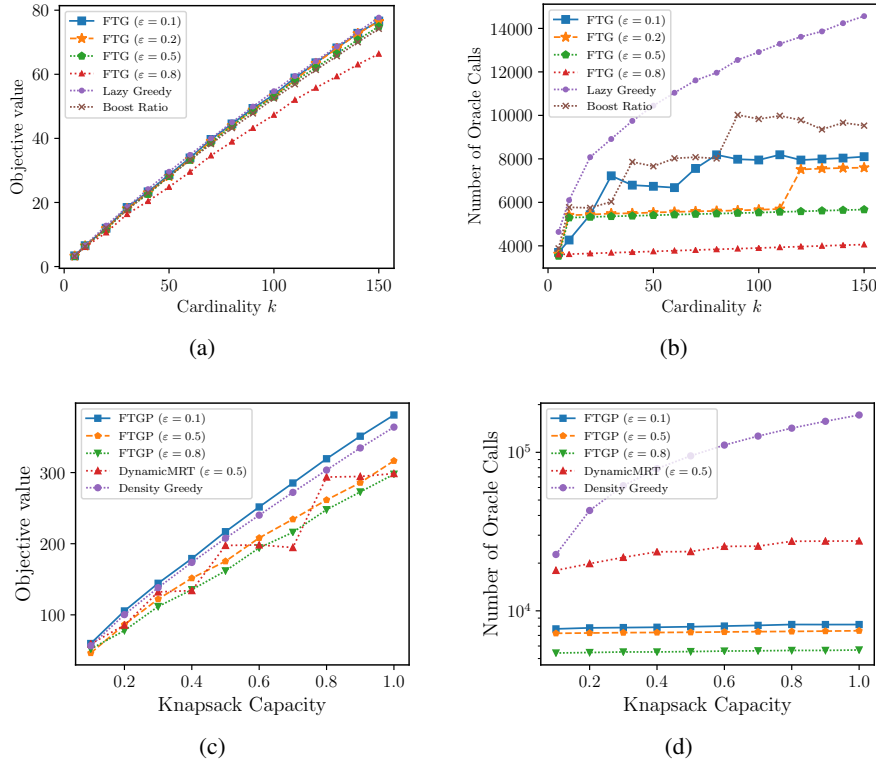 80
60
40
20
0
0
50
100
150
Objective value
Cardinality k
FTG (ε = 0.1)
FTG (ε = 0.2)
FTG (ε = 0.5)
FTG (ε = 0.8)
Lazy Greedy
Boost Ratio
(a)
14000
12000
10000
8000
6000
4000
0
50
100
150
Number of Oracle Calls
Cardinality k
FTG (ε = 0.1)
FTG (ε = 0.2)
FTG (ε = 0.5)
FTG (ε = 0.8)
Lazy Greedy
Boost Ratio
(b)
300
200
100
0.2
0.4
0.6
0.8
1.0
Objective value
Knapsack Capacity
FTGP (ε = 0.1)
FTGP (ε = 0.5)
FTGP (ε = 0.8)
DynamicMRT (ε = 0.5)
Density Greedy
(c)
10⁵
10⁴
0.2
0.4
0.6
0.8
1.0
Number of Oracle Calls
Knapsack Capacity
FTGP (ε = 0.1)
FTGP (ε = 0.5)
FTGP (ε = 0.8)
DynamicMRT (ε = 0.5)
Density Greedy
(d)